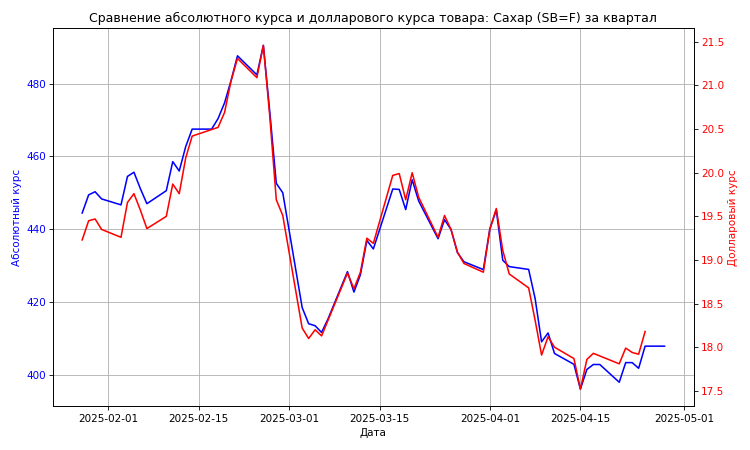 Сравнение абсолютного курса и долларового курса товара: Сахар (SB=F) за квартал
Абсолютный курс
480
460
440
420
400
21.5
21.0
20.5
20.0
19.5
19.0
18.5
18.0
17.5
Долларовый курс
2025-02-01 2025-02-15 2025-03-01 2025-03-15 2025-04-01 2025-04-15 2025-05-01
Дата